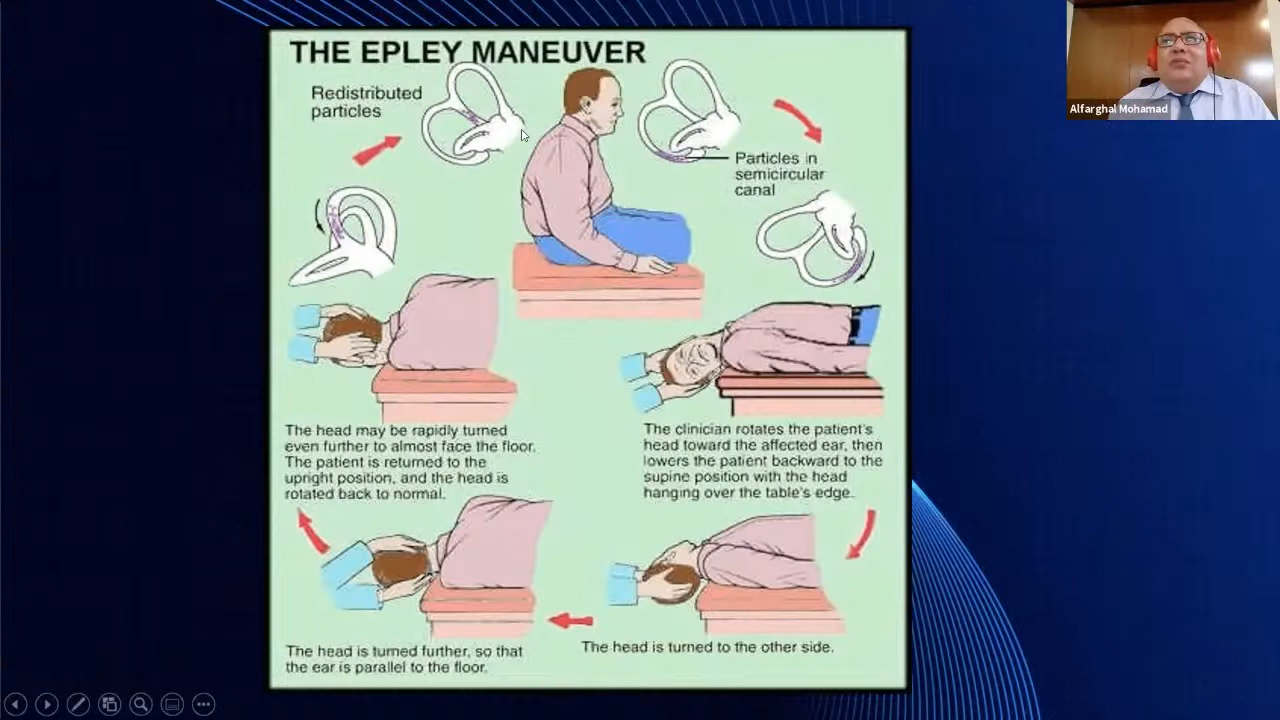 THE EPLEY MANEUVER
Redistributed
particles
Particles in
semicircular
canal
The clinician rotates the patient's
head toward the affected ear, then
lowers the patient backward to the
supine position with the head
hanging over the table's edge.
The head is turned to the other side.
The head is turned further, so that
the ear is parallel to the floor.
The head may be rapidly turned
even further to almost face the floor.
The patient is returned to the
upright position, and the head is
rotated back to normal.
Alfarghal Mohamad